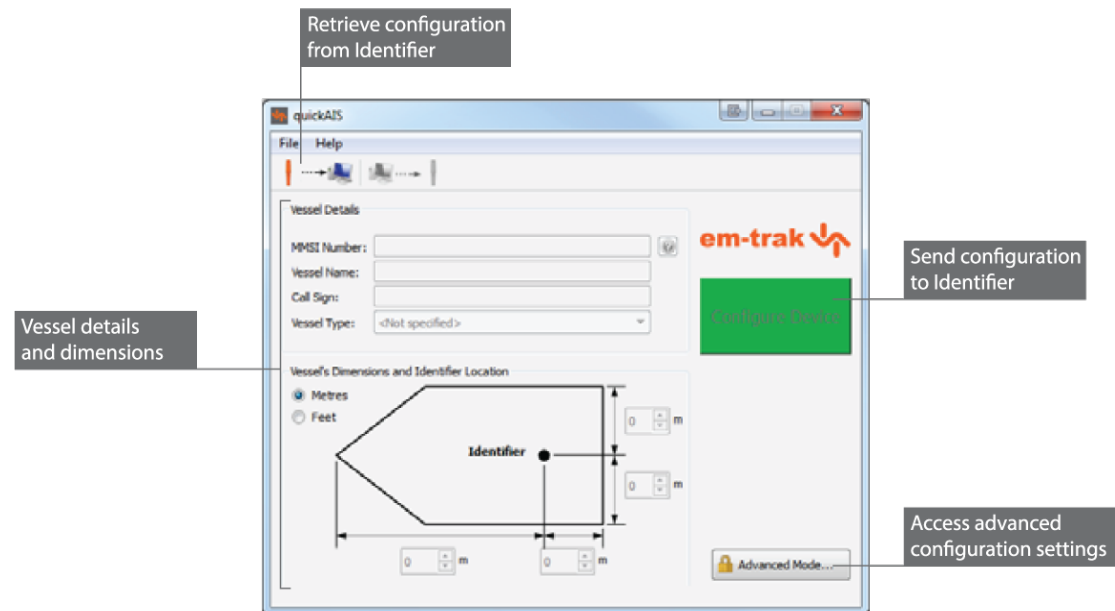 Retrieve configuration
from Identifier
quickAIS
File Help
Vessel Details
MMSI Number:
Vessel Name:
Call Sign:
Vessel Type: <Not specified>
em-trak
Configure Device
Send configuration
to Identifier
Vessel details
and dimensions
Vessel's Dimensions and Identifier Location
Metres
Feet
0 m
Identifier
0 m
0 m
0 m
Access advanced
configuration settings
Advanced Mode...